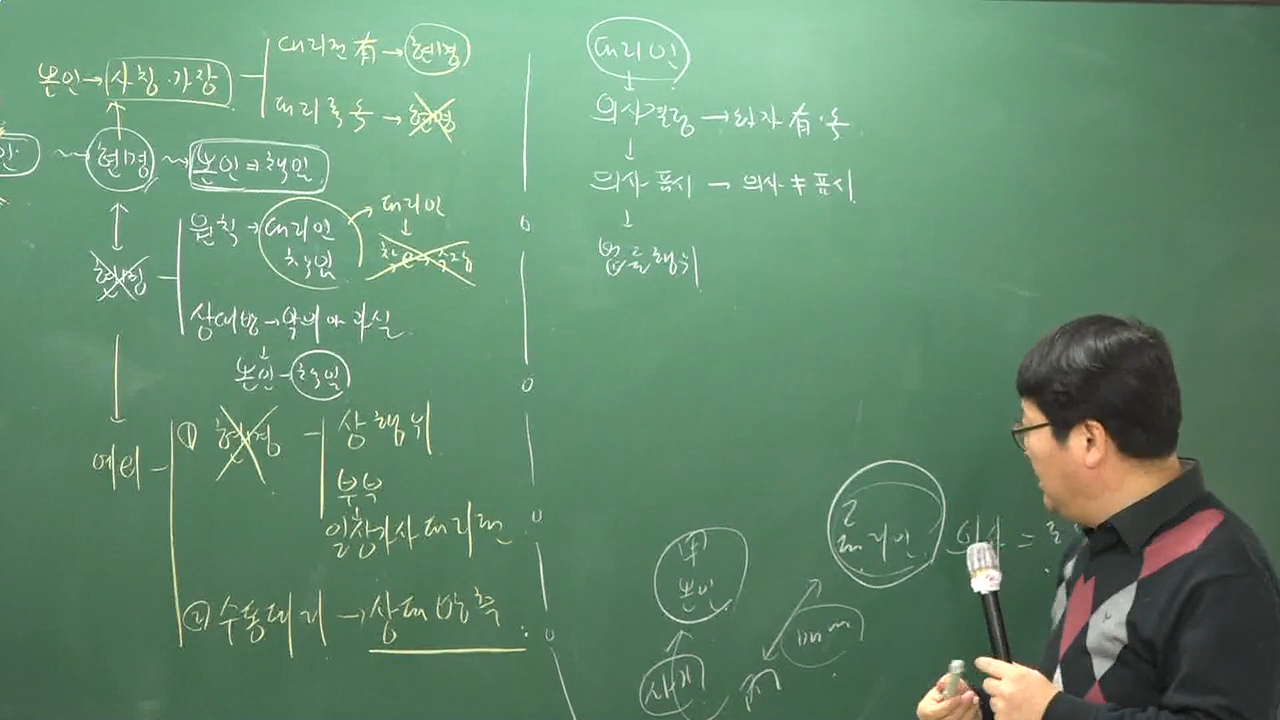 대리권 有 → 현명
본인 → 사칭·가장
대리 → 현명
현명 본인 ⇒ 책임
원칙 → 대리인 책임
대리인
↓
현명
상대방 → 악의 or 과실
↓
본인 - 책임
예외
① 현명 - 상행위
부부
일상가사대리권
② 수동대리 → 상대방측
대리인
↓
의사결정 → 하자 有·
↓
의사표시 - 의사 ≠ 표시
↓
법률행위
甲
본인
乙
대리인 의사 =
사기
丙